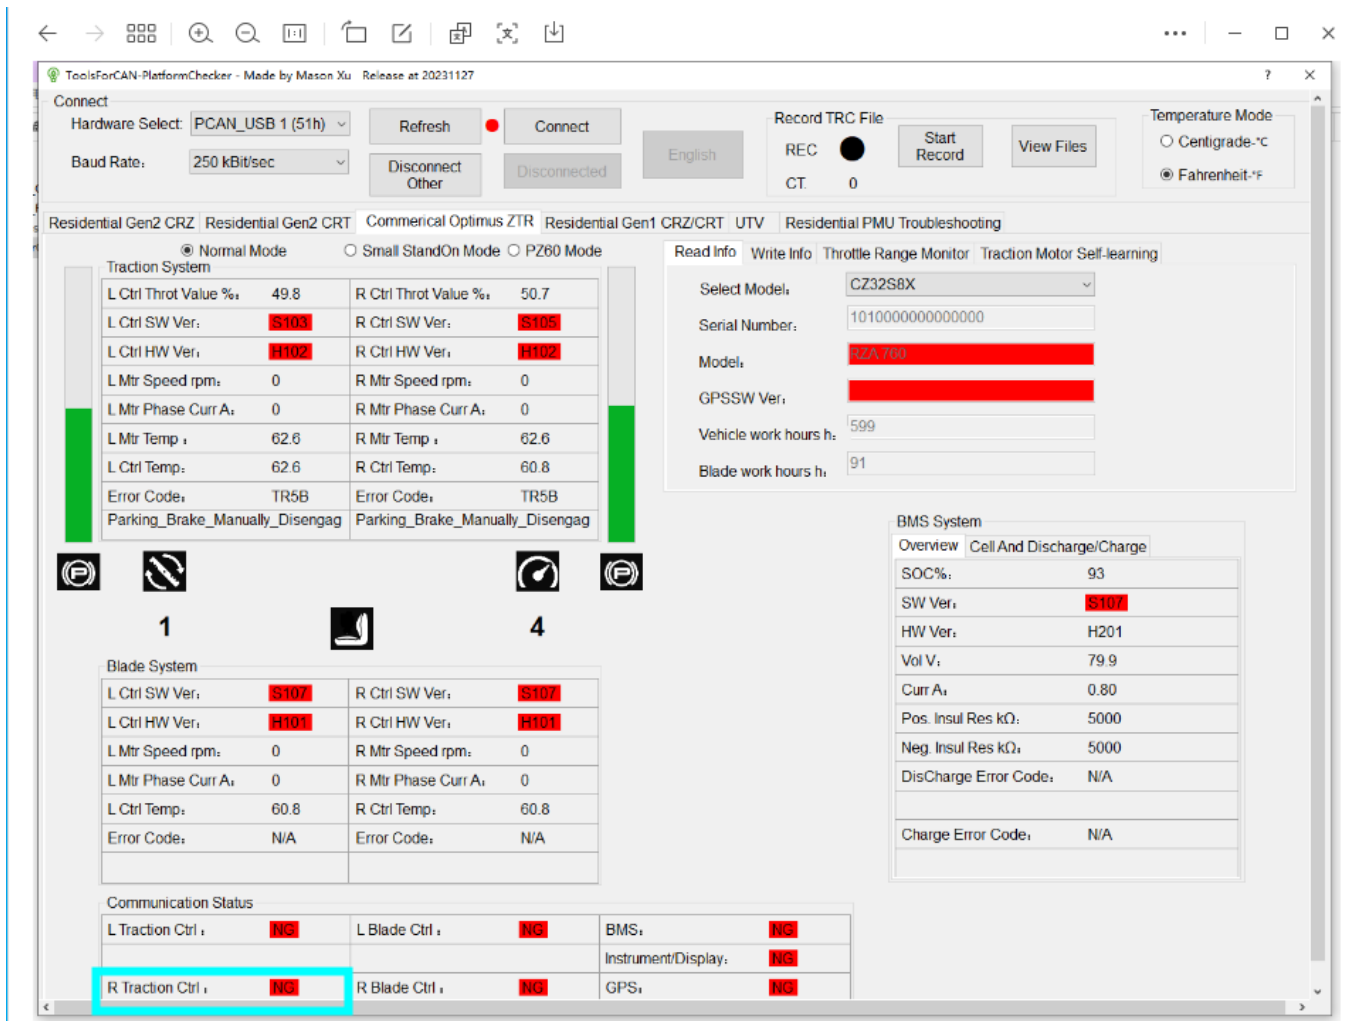 ToolsForCAN-PlatformChecker - Made by Mason Xu   Release at 20231127
?
Connect
Hardware Select: PCAN_USB 1 (51h)
Refresh
Connect
Baud Rate: 250 kBit/sec
Disconnect
Other
Disconnected
English
Record TRC File
REC
CT. 0
Start
Record
View Files
Temperature Mode
Centigrade-℃
Fahrenheit-℉
Residential Gen2 CRZ Residential Gen2 CRT Commerical Optimus ZTR Residential Gen1 CRZ/CRT UTV Residential PMU Troubleshooting
Normal Mode Small StandOn Mode PZ60 Mode
Traction System
L Ctrl Throt Value %: 49.8 R Ctrl Throt Value %: 50.7
L Ctrl SW Ver: S103 R Ctrl SW Ver: S105
L Ctrl HW Ver: H102 R Ctrl HW Ver: H102
L Mtr Speed rpm: 0 R Mtr Speed rpm: 0
L Mtr Phase Curr A: 0 R Mtr Phase Curr A: 0
L Mtr Temp : 62.6 R Mtr Temp : 62.6
L Ctrl Temp: 62.6 R Ctrl Temp: 60.8
Error Code: TR5B Error Code: TR5B
Parking_Brake_Manually_Disengag Parking_Brake_Manually_Disengag
1
4
Read Info Write Info Throttle Range Monitor Traction Motor Self-learning
Select Model: CZ32S8X
Serial Number: 1010000000000000
Model: RZA 760
GPSSW Ver:
Vehicle work hours h: 599
Blade work hours h: 91
BMS System
Overview Cell And Discharge/Charge
SOC%: 93
SW Ver: S107
HW Ver: H201
Vol V: 79.9
Curr A: 0.80
Pos. Insul Res kΩ: 5000
Neg. Insul Res kΩ: 5000
DisCharge Error Code: N/A
Charge Error Code: N/A
Blade System
L Ctrl SW Ver: S107 R Ctrl SW Ver: S107
L Ctrl HW Ver: H101 R Ctrl HW Ver: H101
L Mtr Speed rpm: 0 R Mtr Speed rpm: 0
L Mtr Phase Curr A: 0 R Mtr Phase Curr A: 0
L Ctrl Temp: 60.8 R Ctrl Temp: 60.8
Error Code: N/A Error Code: N/A
Communication Status
L Traction Ctrl : NG L Blade Ctrl : NG BMS: NG
Instrument/Display: NG
R Traction Ctrl : NG R Blade Ctrl : NG GPS: NG